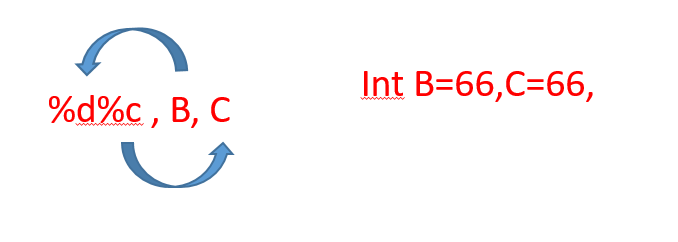 %d%c , B, C
Int B=66,C=66,